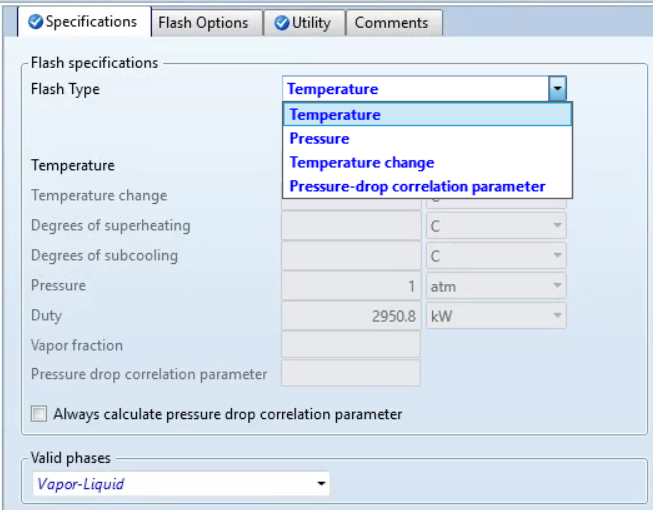 Specifications Flash Options Utility Comments
Flash specifications
Flash Type Temperature
Temperature
Pressure
Temperature change
Pressure-drop correlation parameter
Temperature
Temperature change
Degrees of superheating C
Degrees of subcooling C
Pressure 1 atm
Duty 2950.8 kW
Vapor fraction
Pressure drop correlation parameter
Always calculate pressure drop correlation parameter
Valid phases
Vapor-Liquid